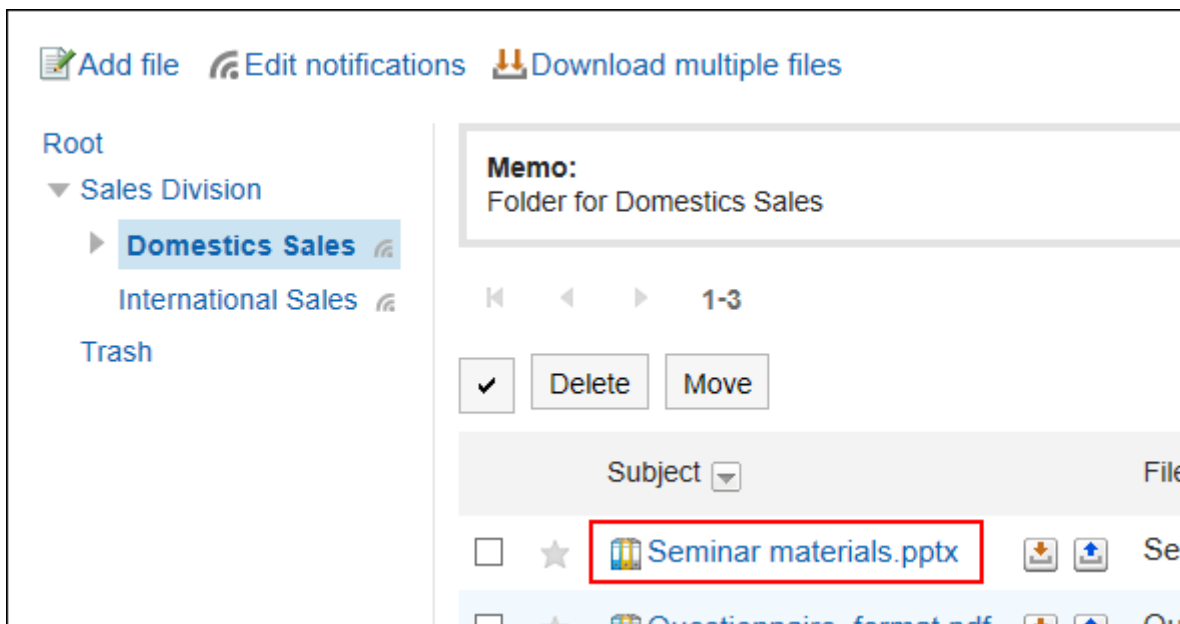 Add file Edit notifications Download multiple files
Root
Sales Division
Domestics Sales
International Sales
Trash
Memo:
Folder for Domestics Sales
1-3
Delete Move
Subject
Seminar materials.pptx